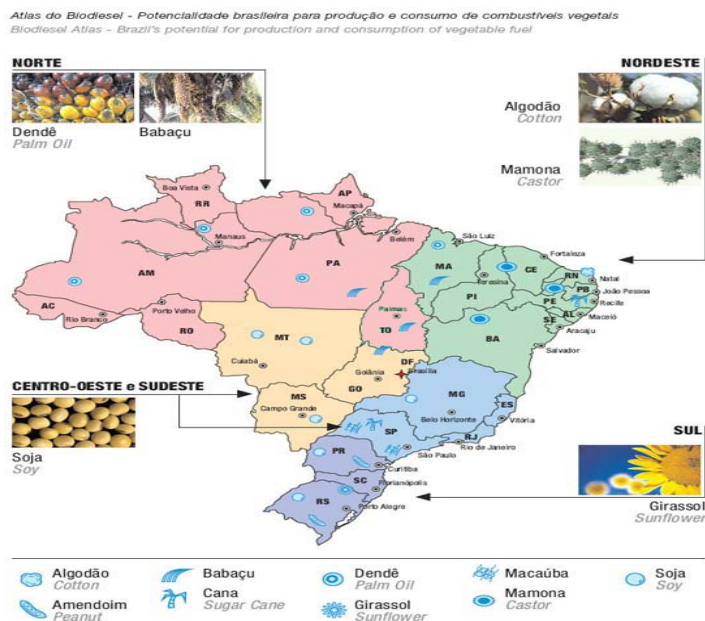 Atlas do Biodiesel - Potencialidade brasileira para produção e consumo de combustíveis vegetais
Biodiesel Atlas - Brazil's potential for production and consumption of vegetable fuel
NORTE
Dendê
Palm Oil
Babaçu
NORDESTE
Algodão
Cotton
Mamona
Castor
Boa Vista
RR
AP
Macapá
Manaus
Belém
São Luiz
Fortaleza
AM
PA
MA
Teresina
CE
RN
Natal
PB
João Pessoa
PI
PE
Recife
AC
Rio Branco
Porto Velho
RO
Palmas
TO
AL
Maceió
SE
Aracaju
BA
Salvador
MT
Cuiabá
DF
Brasília
Goiânia
GO
CENTRO-OESTE e SUDESTE
Soja
Soy
MS
Campo Grande
MG
Belo Horizonte
ES
Vitória
SP
São Paulo
RJ
Rio de Janeiro
PR
Curitiba
SC
Florianópolis
RS
Porto Alegre
SUL
Girassol
Sunflower
Algodão
Cotton
Babaçu
Dendê
Palm Oil
Macaúba
Soja
Soy
Amendoim
Peanut
Cana
Sugar Cane
Girassol
Sunflower
Mamona
Castor